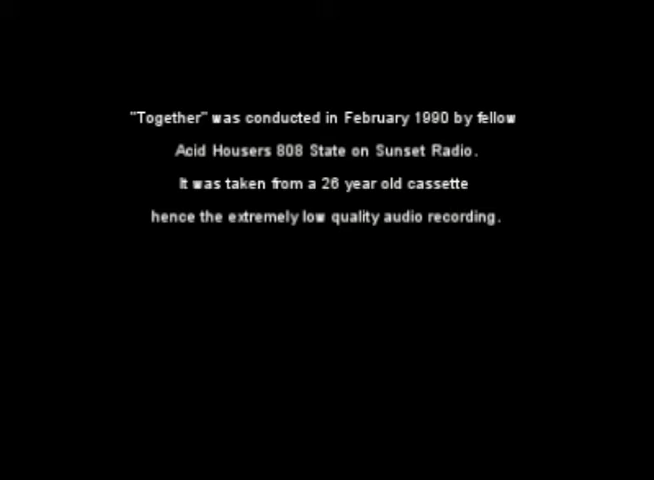 "Together" was conducted in February 1990 by fellow
Acid Housers 808 State on Sunset Radio.
It was taken from a 26 year old cassette
hence the extremely low quality audio recording.